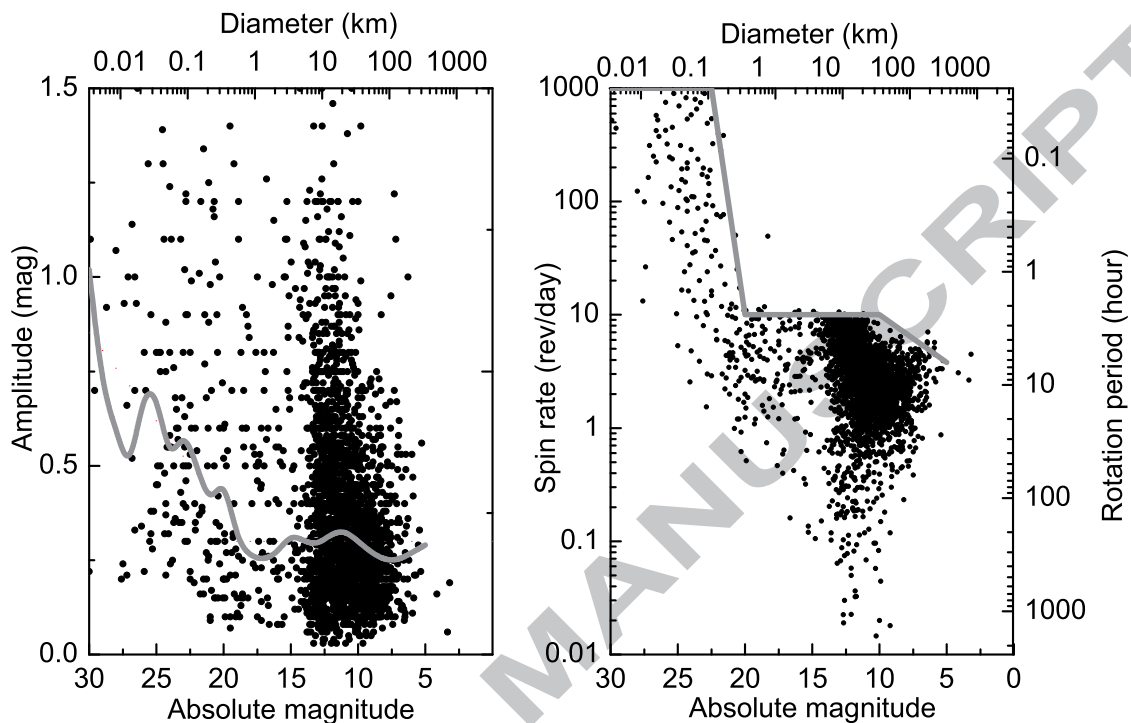 Diameter (km)
0.01 0.1 1 10 100 1000
1.5
1.0
0.5
0.0
Amplitude (mag)
30 25 20 15 10 5
Absolute magnitude
Diameter (km)
0.01 0.1 1 10 100 1000
1000
100
10
1
0.1
0.01
Spin rate (rev/day)
0.1
1
10
100
1000
Rotation period (hour)
30 25 20 15 10 5 0
Absolute magnitude
MANUSCRIPT